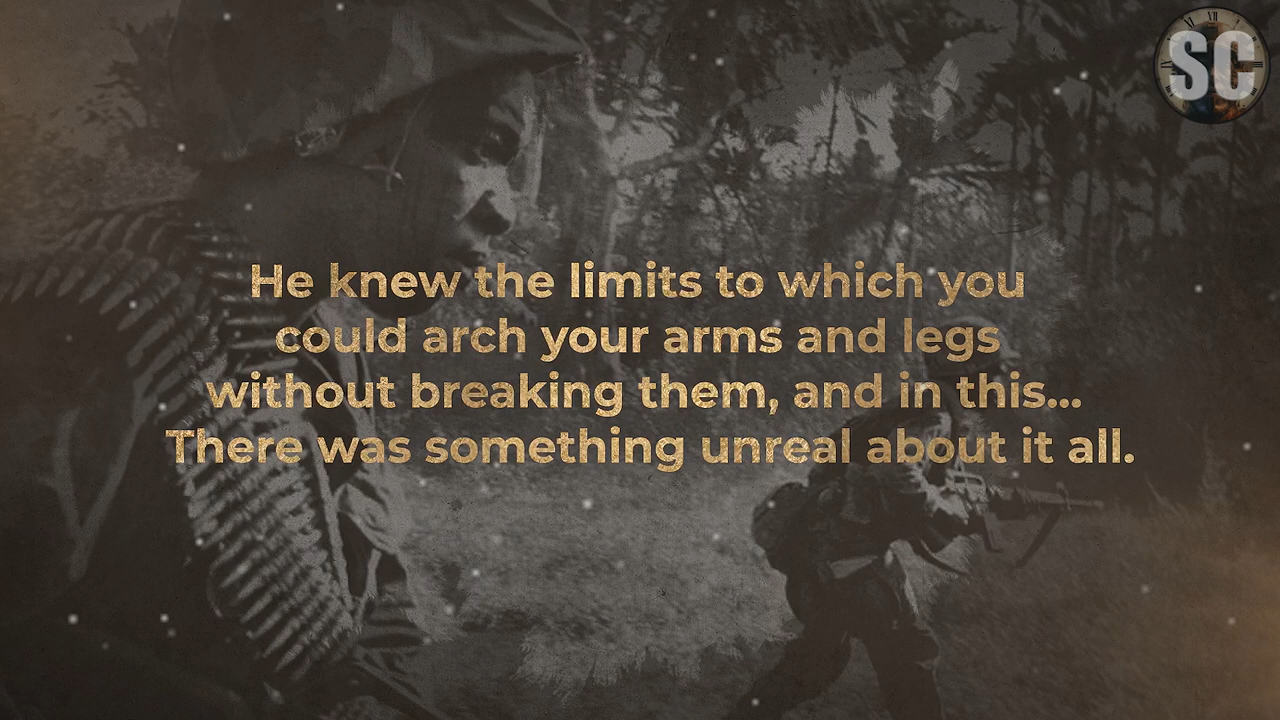 SC
He knew the limits to which you
could arch your arms and legs
without breaking them, and in this...
There was something unreal about it all.